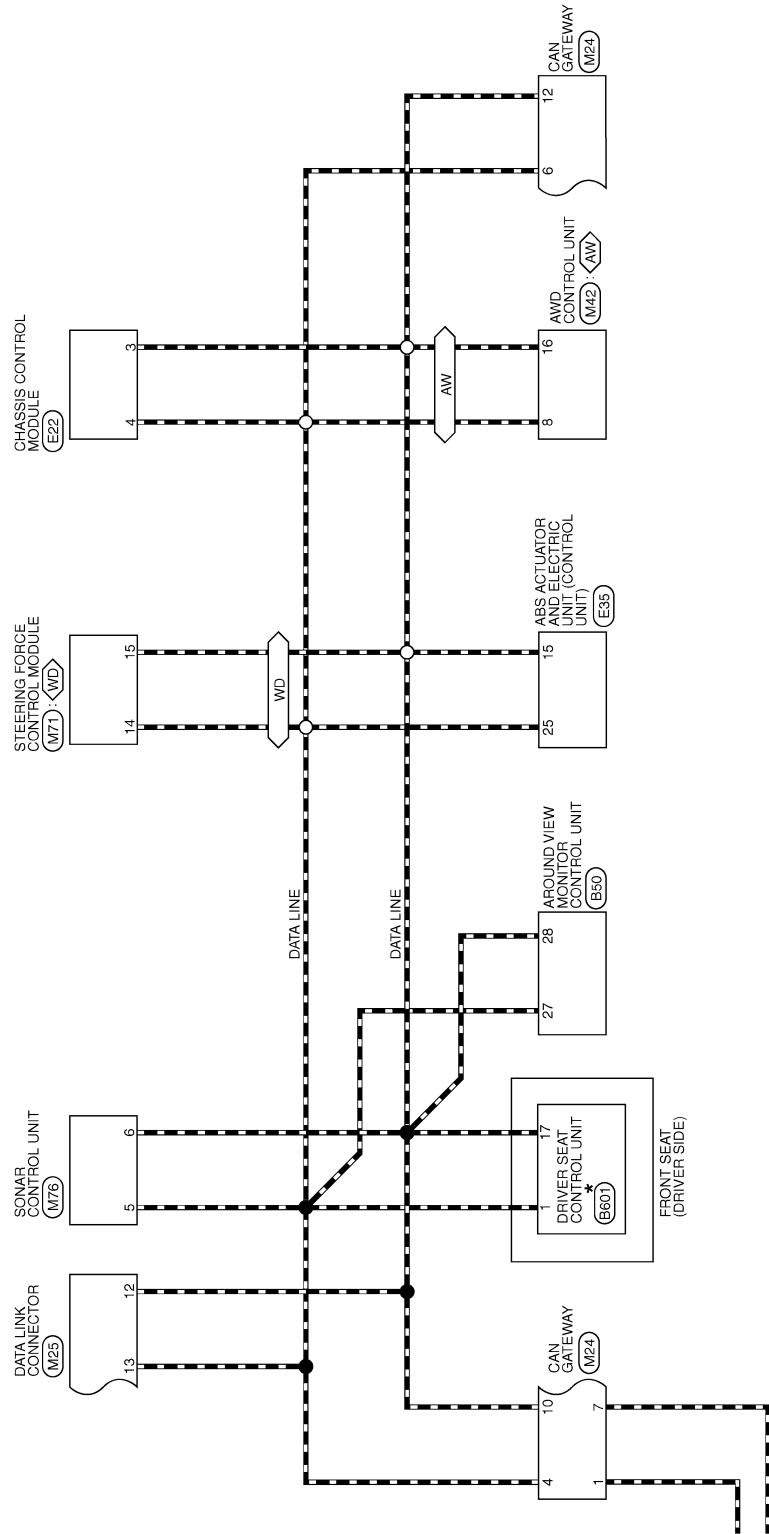 DATA LINK
CONNECTOR
M25
13
12
SONAR
CONTROL UNIT
M76
5
6
STEERING FORCE
CONTROL MODULE
M71 : WD
14
15
CHASSIS CONTROL
MODULE
E22
4
3
WD
DATA LINE
DATA LINE
AW
CAN
GATEWAY
M24
4
10
1
7
1
17
DRIVER SEAT
CONTROL UNIT
*
B601
FRONT SEAT
(DRIVER SIDE)
AROUND VIEW
MONITOR
CONTROL UNIT
B50
27
28
ABS ACTUATOR
AND ELECTRIC
UNIT (CONTROL
UNIT)
E35
25
15
AWD
CONTROL UNIT
M42 : AW
8
16
CAN
GATEWAY
M24
6
12